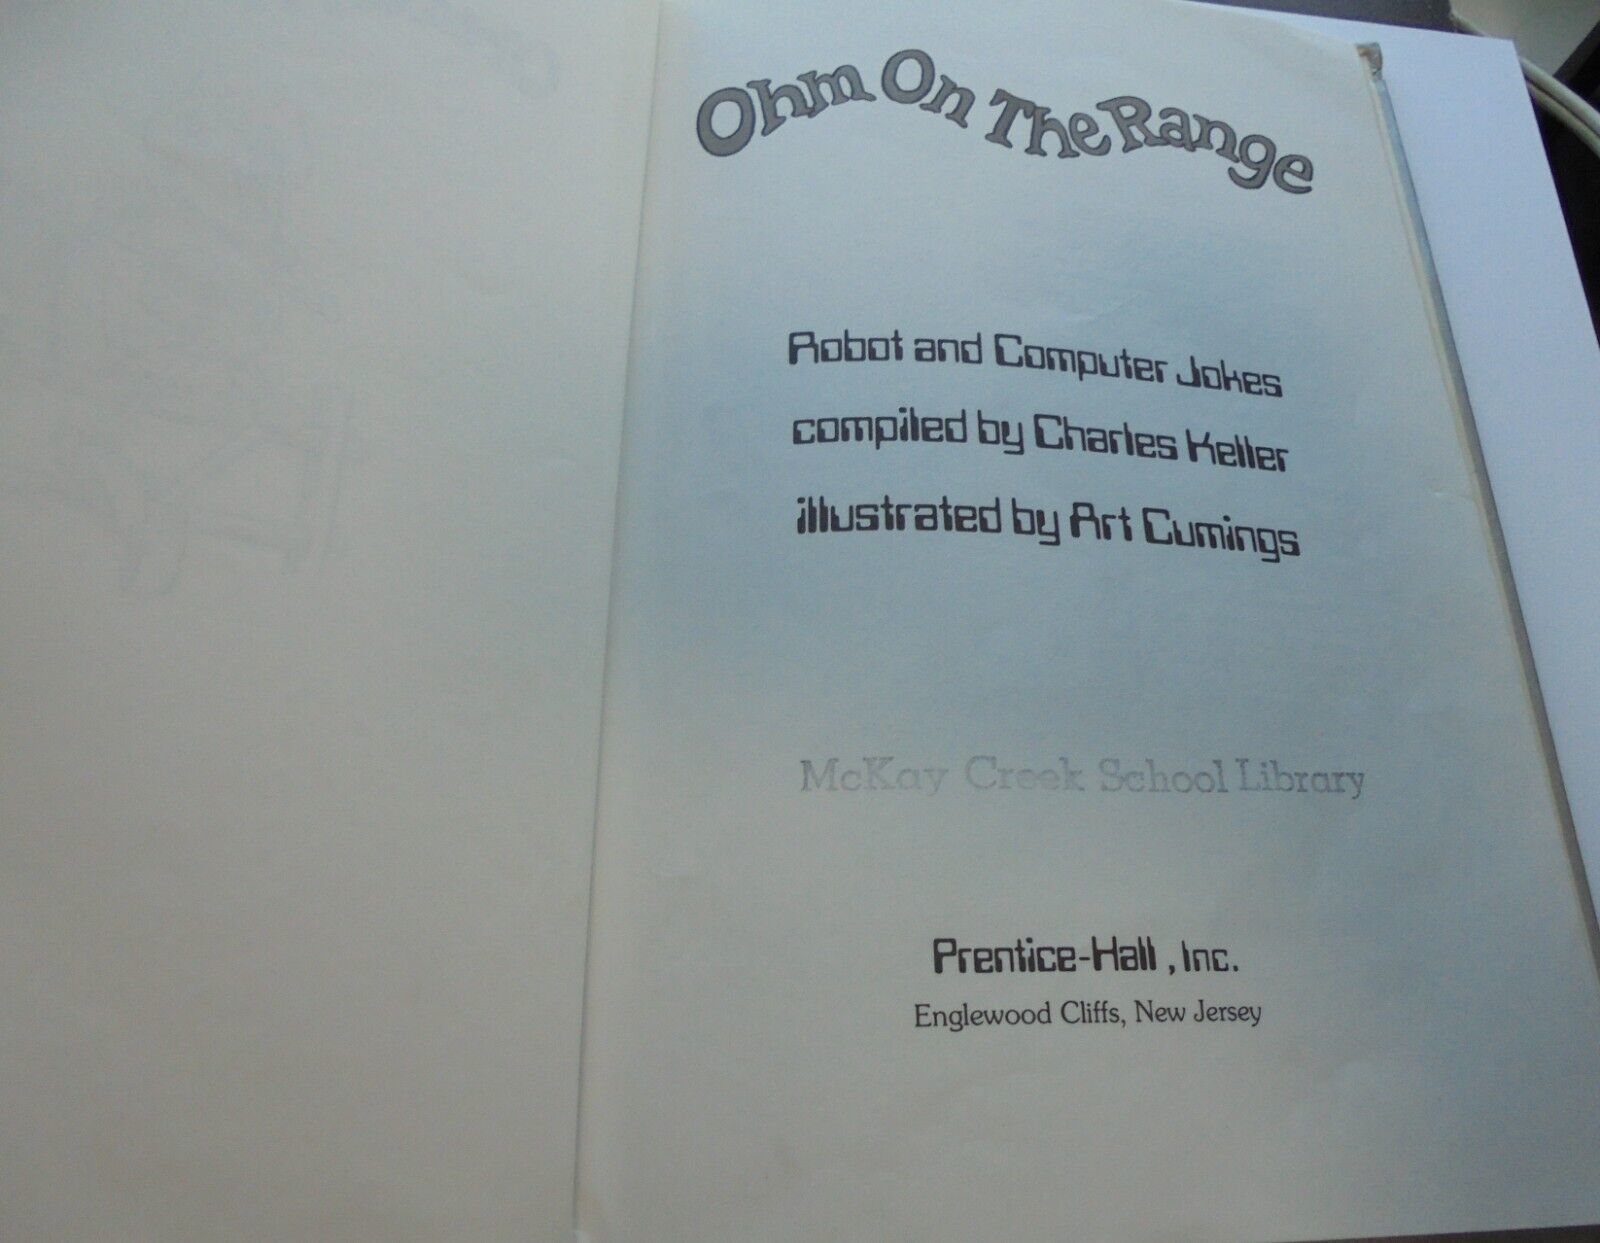 Ohm On The Range
Robot and Computer Jokes
compiled by Charles Keller
illustrated by Art Cumings
McKay Creek School Library
Prentice-Hall, Inc.
Englewood Cliffs, New Jersey